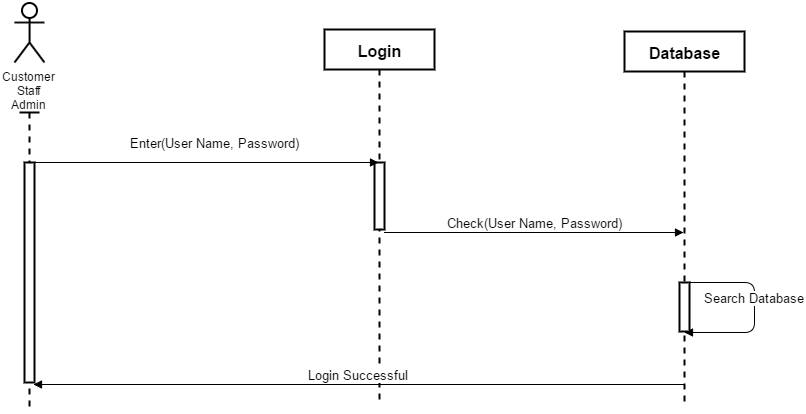 Customer
Staff
Admin
Login
Database
Enter(User Name, Password)
Check(User Name, Password)
Search Database
Login Successful